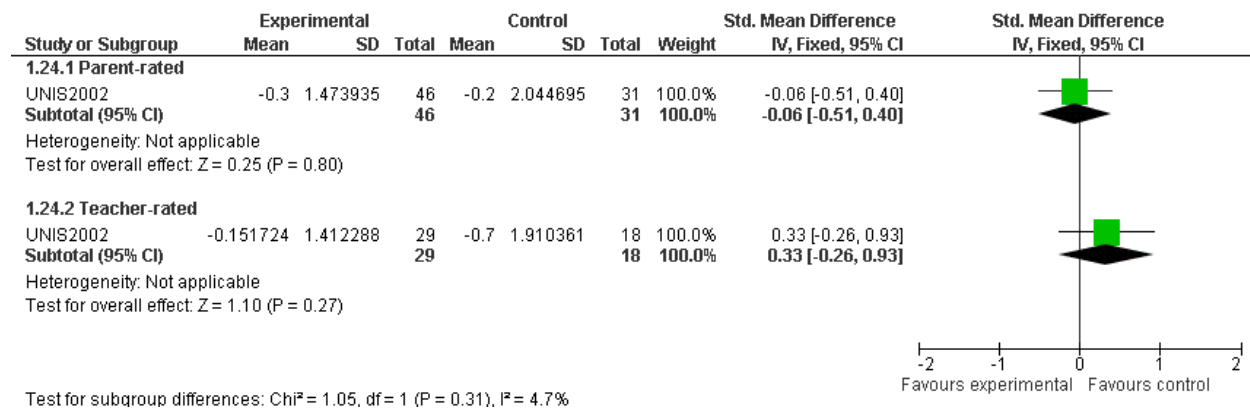 Experimental Control Std. Mean Difference Std. Mean Difference
Study or Subgroup Mean SD Total Mean SD Total Weight IV, Fixed, 95% CI IV, Fixed, 95% CI
1.24.1 Parent-rated
UNIS2002 -0.3 1.473935 46 -0.2 2.044695 31 100.0% -0.06 [-0.51, 0.40]
Subtotal (95% CI) 46 31 100.0% -0.06 [-0.51, 0.40]
Heterogeneity: Not applicable
Test for overall effect: Z = 0.25 (P = 0.80)
1.24.2 Teacher-rated
UNIS2002 -0.151724 1.412288 29 -0.7 1.910361 18 100.0% 0.33 [-0.26, 0.93]
Subtotal (95% CI) 29 18 100.0% 0.33 [-0.26, 0.93]
Heterogeneity: Not applicable
Test for overall effect: Z = 1.10 (P = 0.27)
-2 -1 0 1 2
Favours experimental Favours control
Test for subgroup differences: Chi² = 1.05, df = 1 (P = 0.31), I² = 4.7%